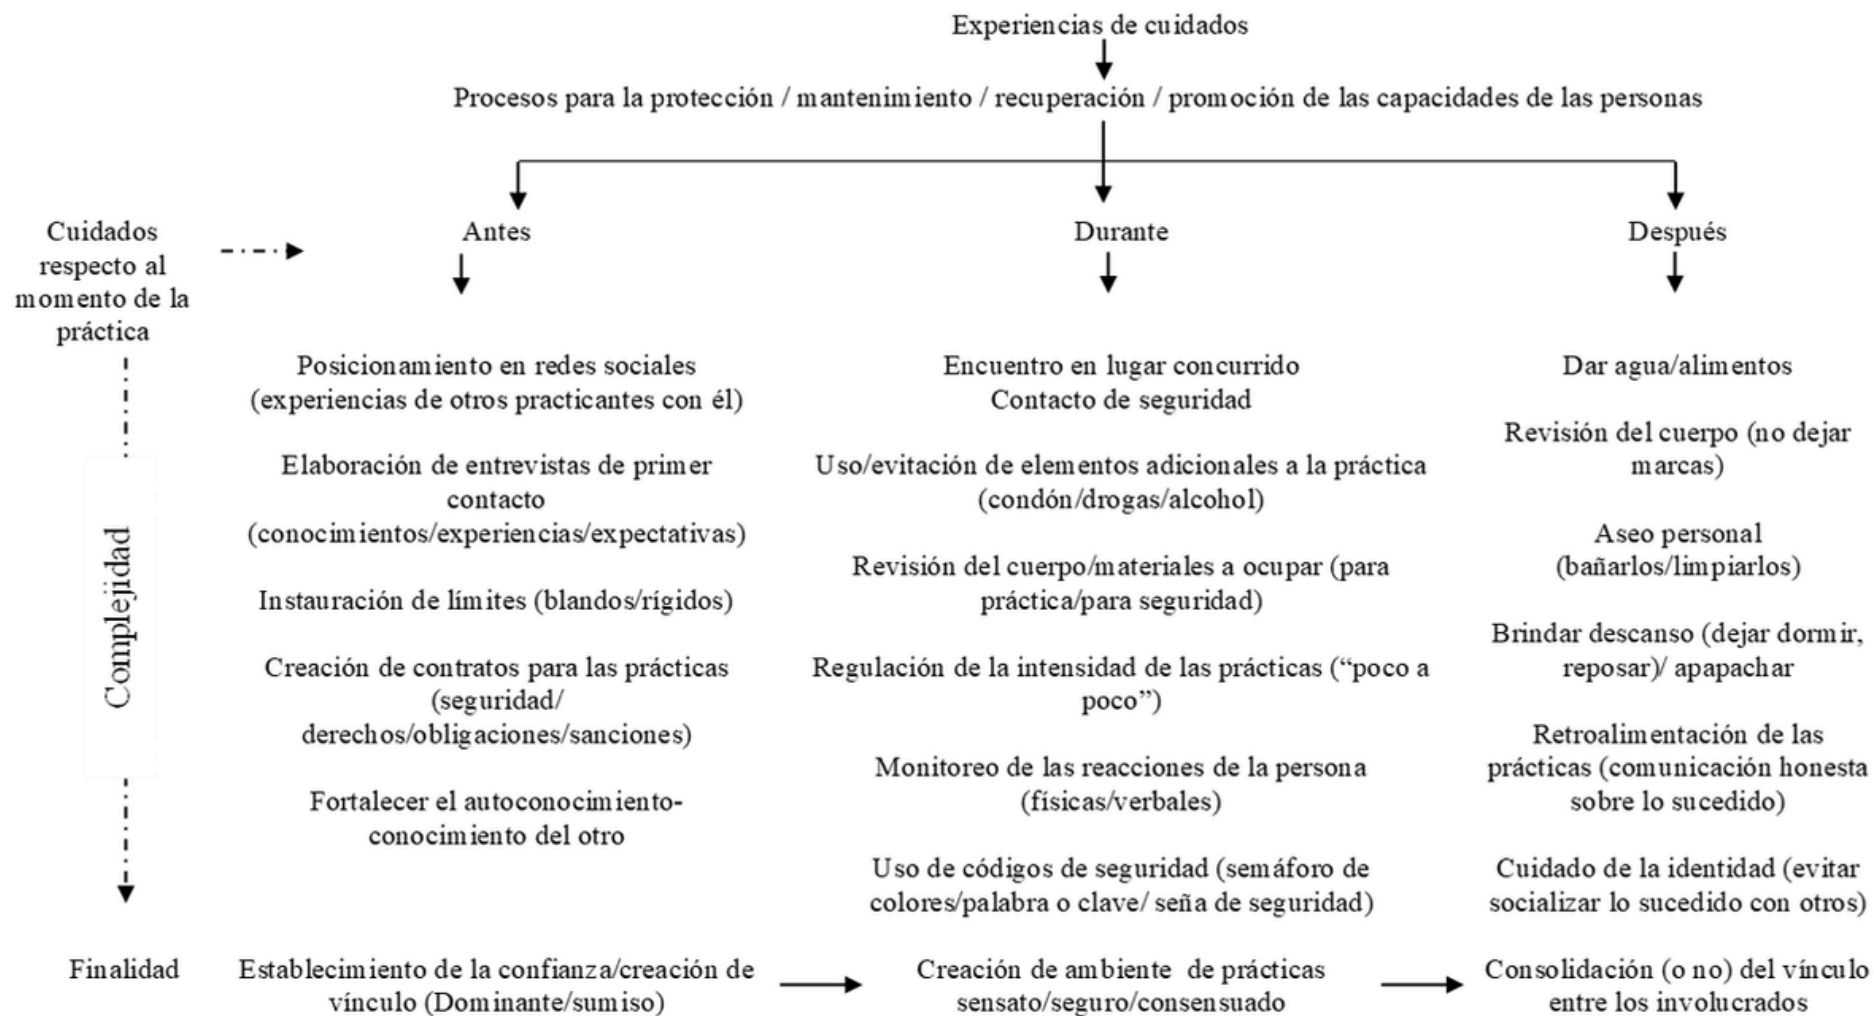 Experiencias de cuidados
Procesos para la protección / mantenimiento / recuperación / promoción de las capacidades de las personas
Cuidados
respecto al
momento de la
práctica
Complejidad
Finalidad
Antes
Posicionamiento en redes sociales
(experiencias de otros practicantes con él)
Elaboración de entrevistas de primer
contacto
(conocimientos/experiencias/expectativas)
Instauración de límites (blandos/rígidos)
Creación de contratos para las prácticas
(seguridad/
derechos/obligaciones/sanciones)
Fortalecer el autoconocimiento-
conocimiento del otro
Establecimiento de la confianza/creación de
vínculo (Dominante/sumiso)
Durante
Encuentro en lugar concurrido
Contacto de seguridad
Uso/evitación de elementos adicionales a la práctica
(condón/drogas/alcohol)
Revisión del cuerpo/materiales a ocupar (para
práctica/para seguridad)
Regulación de la intensidad de las prácticas (“poco a
poco”)
Monitoreo de las reacciones de la persona
(físicas/verbales)
Uso de códigos de seguridad (semáforo de
colores/palabra o clave/ seña de seguridad)
Creación de ambiente de prácticas
sensato/seguro/consensuado
Después
Dar agua/alimentos
Revisión del cuerpo (no dejar
marcas)
Aseo personal
(bañarlos/limpiarlos)
Brindar descanso (dejar dormir,
reposar)/ apapachar
Retroalimentación de las
prácticas (comunicación honesta
sobre lo sucedido)
Cuidado de la identidad (evitar
socializar lo sucedido con otros)
Consolidación (o no) del vínculo
entre los involucrados